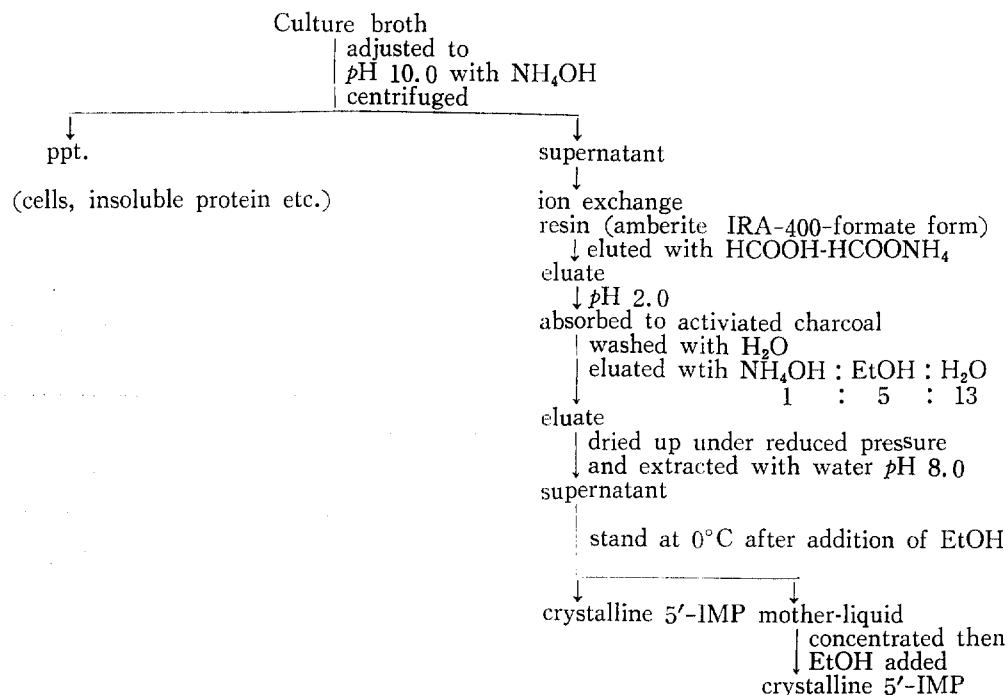 Culture broth
adjusted to
pH 10.0 with NH₄OH
centrifuged
ppt.
supernatant
(cells, insoluble protein etc.)
ion exchange
resin (amberite IRA-400-formate form)
eluted with HCOOH-HCOONH₄
eluate
pH 2.0
absorbed to activiated charcoal
washed with H₂O
eluated wtih NH₄OH : EtOH : H₂O
1 : 5 : 13
eluate
dried up under reduced pressure
and extracted with water pH 8.0
supernatant
stand at 0°C after addition of EtOH
crystalline 5′-IMP mother-liquid
concentrated then
EtOH added
crystalline 5′-IMP